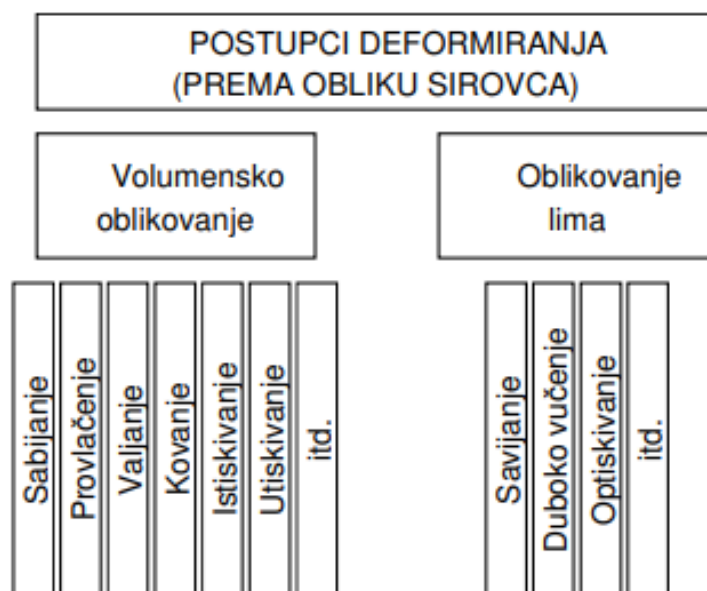 POSTUPCI DEFORMIRANJA
(PREMA OBLIKU SIROVCA)
Volumensko
oblikovanje
Oblikovanje
lima
Sabijanje
Provlačenje
Valjanje
Kovanje
Istiskivanje
Utiskivanje
itd.
Savijanje
Duboko vučenje
Optiskivanje
itd.